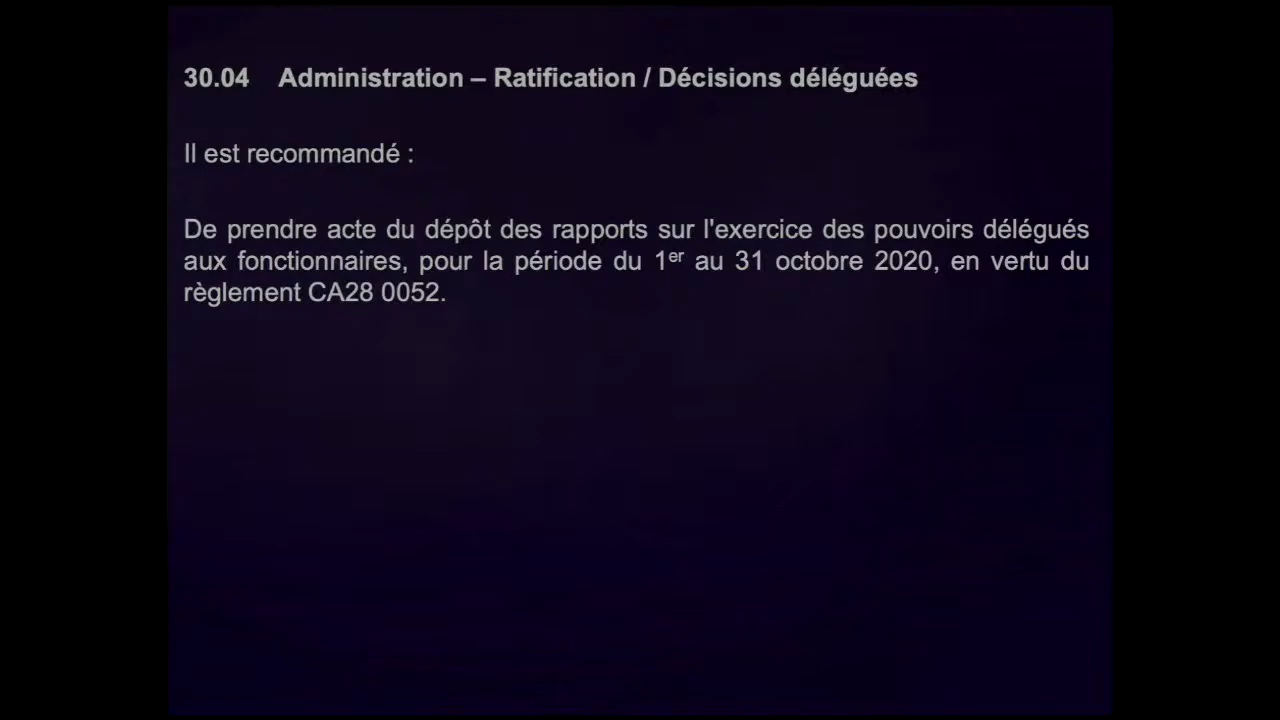 30.04 Administration – Ratification / Décisions déléguées
Il est recommandé :
De prendre acte du dépôt des rapports sur l'exercice des pouvoirs délégués
aux fonctionnaires, pour la période du 1er au 31 octobre 2020, en vertu du
règlement CA28 0052.